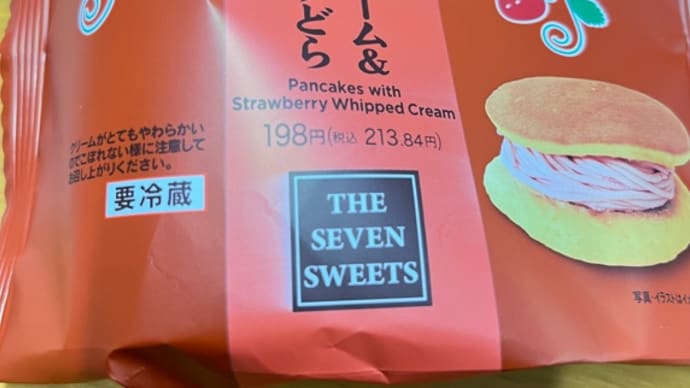 ーム&
どら
Pancakes with
Strawberry Whipped Cream
198円(税込 213.84円)
クリームがとてもやわらかい
のでこぼれない様に注意して
お召し上がりください。
要冷蔵
THE
SEVEN
SWEETS
写真・イラストはイ